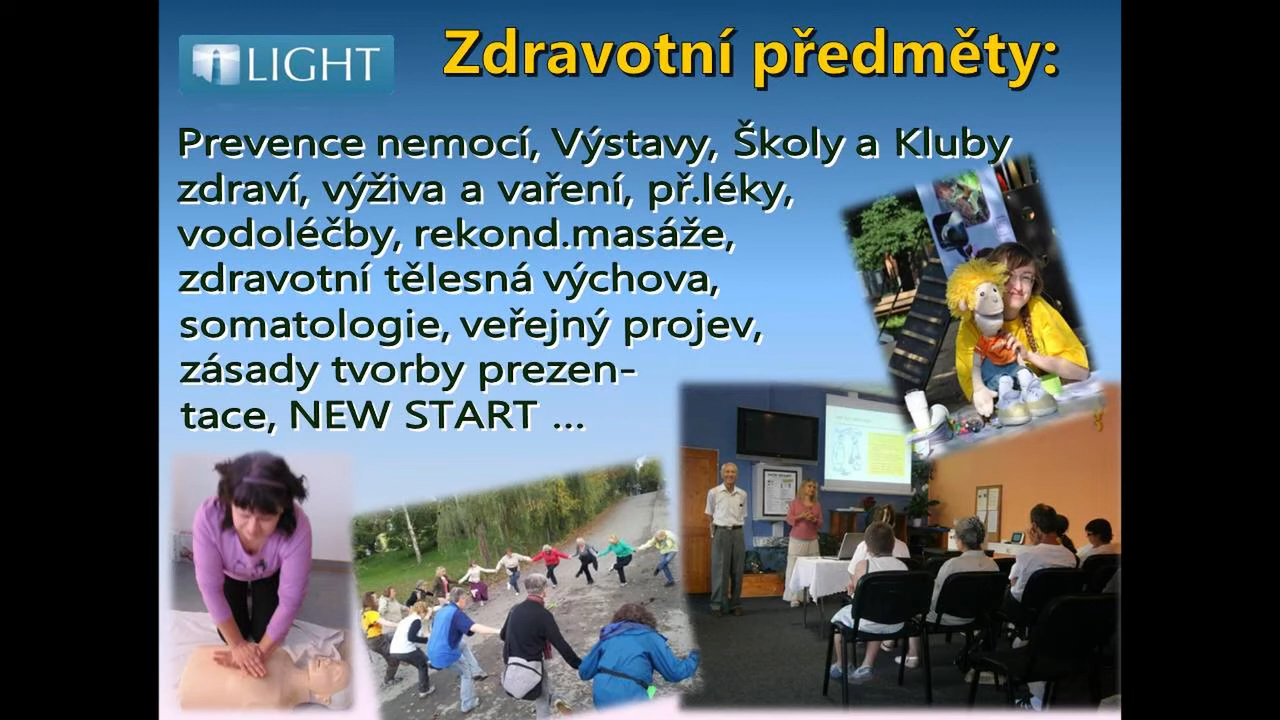 LIGHT
Zdravotní předměty:
Prevence nemocí, Výstavy, Školy a Kluby
zdraví, výživa a vaření, př.léky,
vodoléčby, rekond.masáže,
zdravotní tělesná výchova,
somatologie, veřejný projev,
zásady tvorby prezen-
tace, NEW START ...